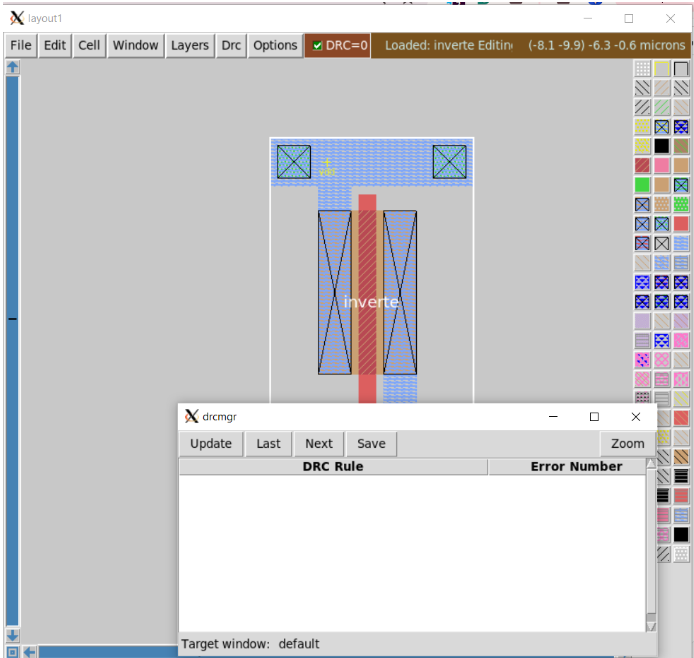 layout1
File Edit Cell Window Layers Drc Options DRC=0 Loaded: inverte Editin (-8.1 -9.9) -6.3 -0.6 microns
inverte
drcmgr
Update Last Next Save Zoom
DRC Rule Error Number
Target window: default